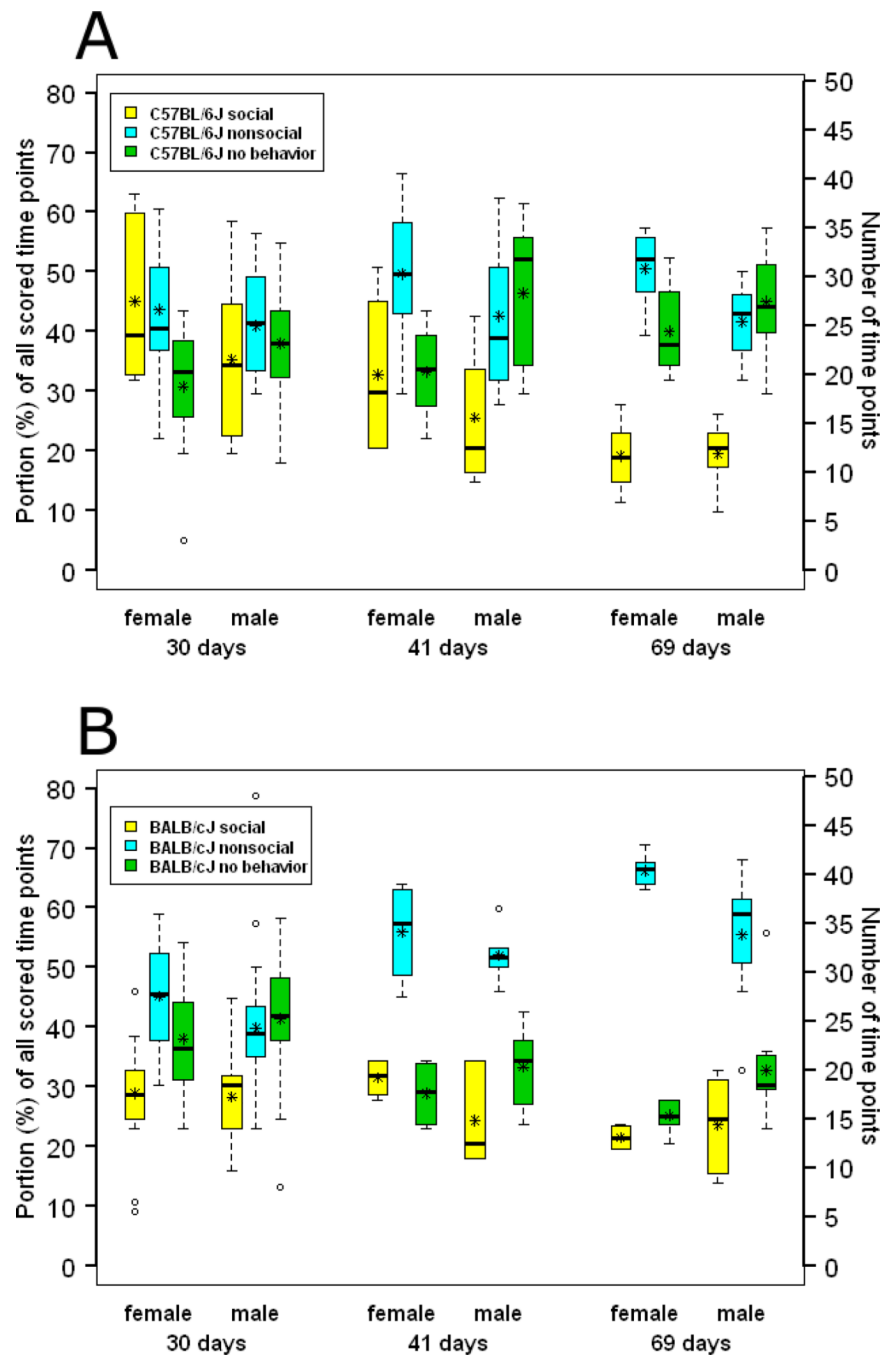 A
Portion (%) of all scored time points
80
70
60
50
40
30
20
10
0
C57BL/6J social
C57BL/6J nonsocial
C57BL/6J no behavior
50
45
40
35
30
25
20
15
10
5
0
Number of time points
female male female male female male
30 days 41 days 69 days
B
Portion (%) of all scored time points
80
70
60
50
40
30
20
10
0
BALB/cJ social
BALB/cJ nonsocial
BALB/cJ no behavior
50
45
40
35
30
25
20
15
10
5
0
Number of time points
female male female male female male
30 days 41 days 69 days